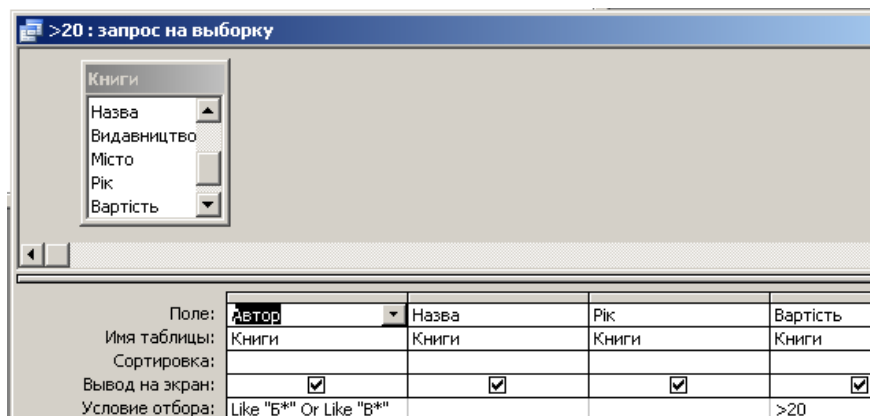 >20 : запрос на выборку
Книги
Назва
Видавництво
Місто
Рік
Вартість
Поле: Автор Назва Рік Вартість
Имя таблицы: Книги Книги Книги Книги
Сортировка:
Вывод на экран:
Условие отбора: Like "Б*" Or Like "В*" >20